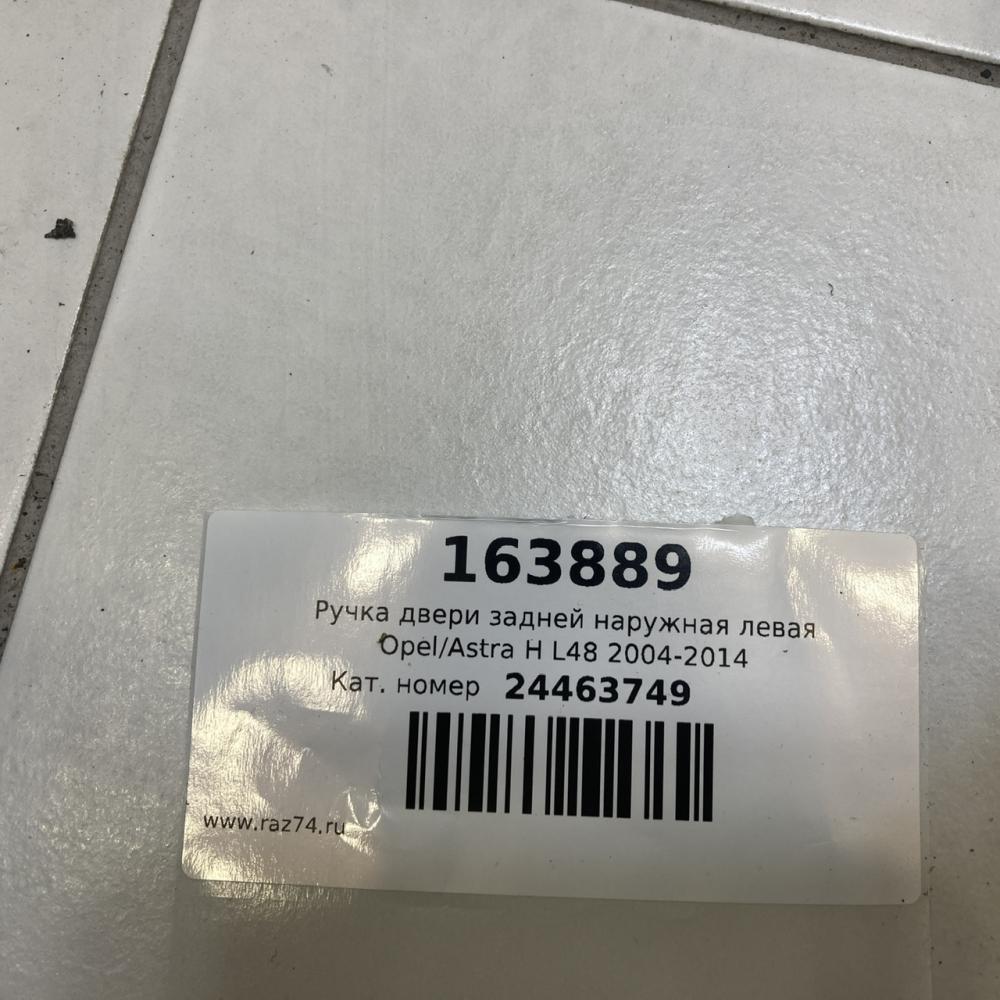 163889
Ручка двери задней наружная левая
Opel/Astra H L48 2004-2014
Кат. номер 24463749
www.raz74.ru